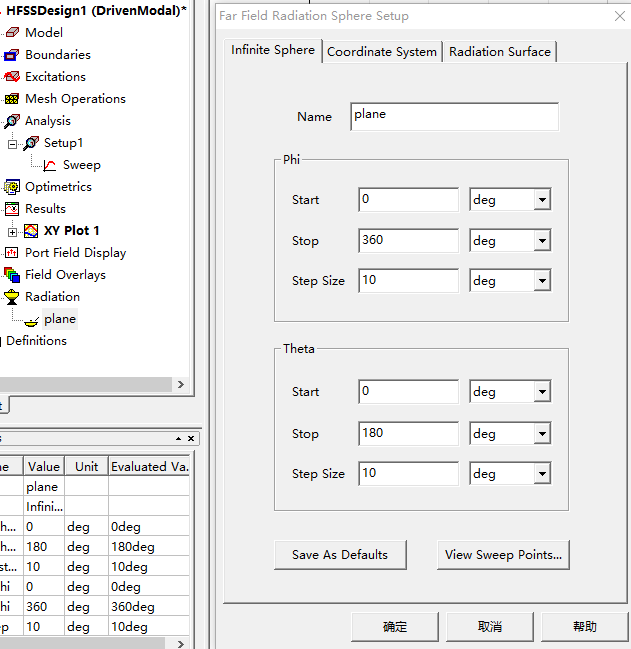 HFSSDesign1 (DrivenModal)*
Model
Boundaries
Excitations
Mesh Operations
Analysis
Setup1
Sweep
Optimetrics
Results
XY Plot 1
Port Field Display
Field Overlays
Radiation
plane
Definitions
t
s
ne Value Unit Evaluated Va...
plane
Infini...
h... 0 deg 0deg
h... 180 deg 180deg
st... 10 deg 10deg
hi 0 deg 0deg
hi 360 deg 360deg
ep 10 deg 10deg
Far Field Radiation Sphere Setup
Infinite Sphere Coordinate System Radiation Surface
Name plane
Phi
Start 0 deg
Stop 360 deg
Step Size 10 deg
Theta
Start 0 deg
Stop 180 deg
Step Size 10 deg
Save As Defaults View Sweep Points...
确定 取消 帮助